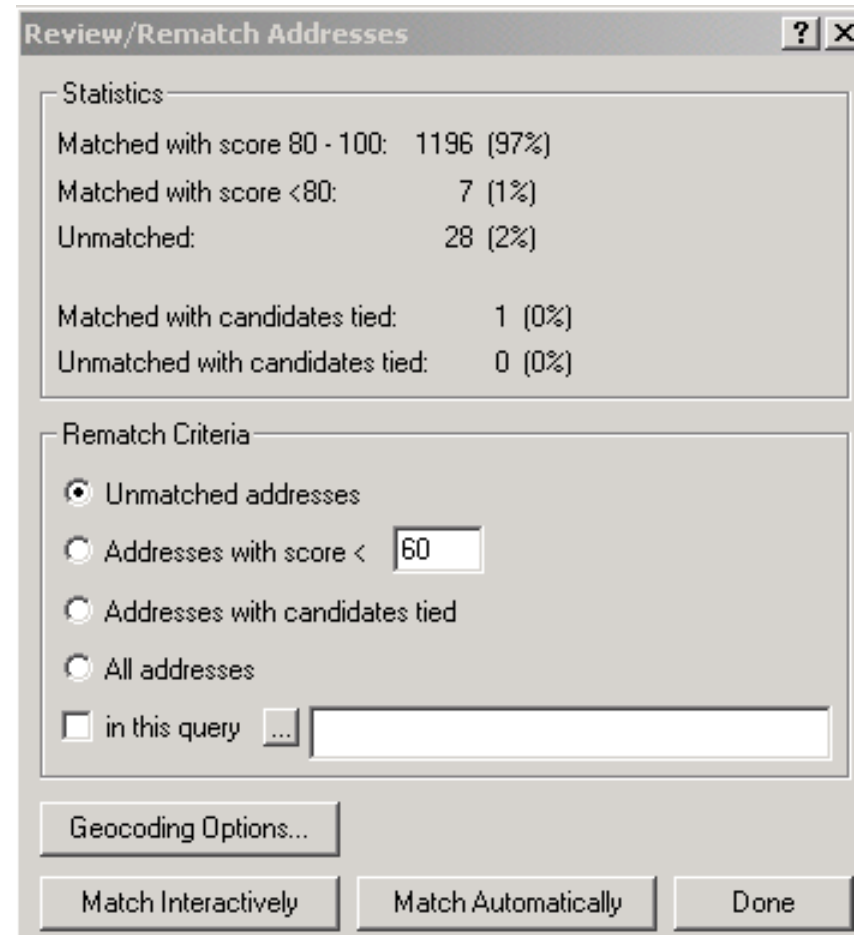 Review/Rematch Addresses ? X
Statistics
Matched with score 80 - 100: 1196 (97%)
Matched with score <80: 7 (1%)
Unmatched: 28 (2%)
Matched with candidates tied: 1 (0%)
Unmatched with candidates tied: 0 (0%)
Rematch Criteria
Unmatched addresses
Addresses with score < 60
Addresses with candidates tied
All addresses
in this query ...
Geocoding Options...
Match Interactively Match Automatically Done